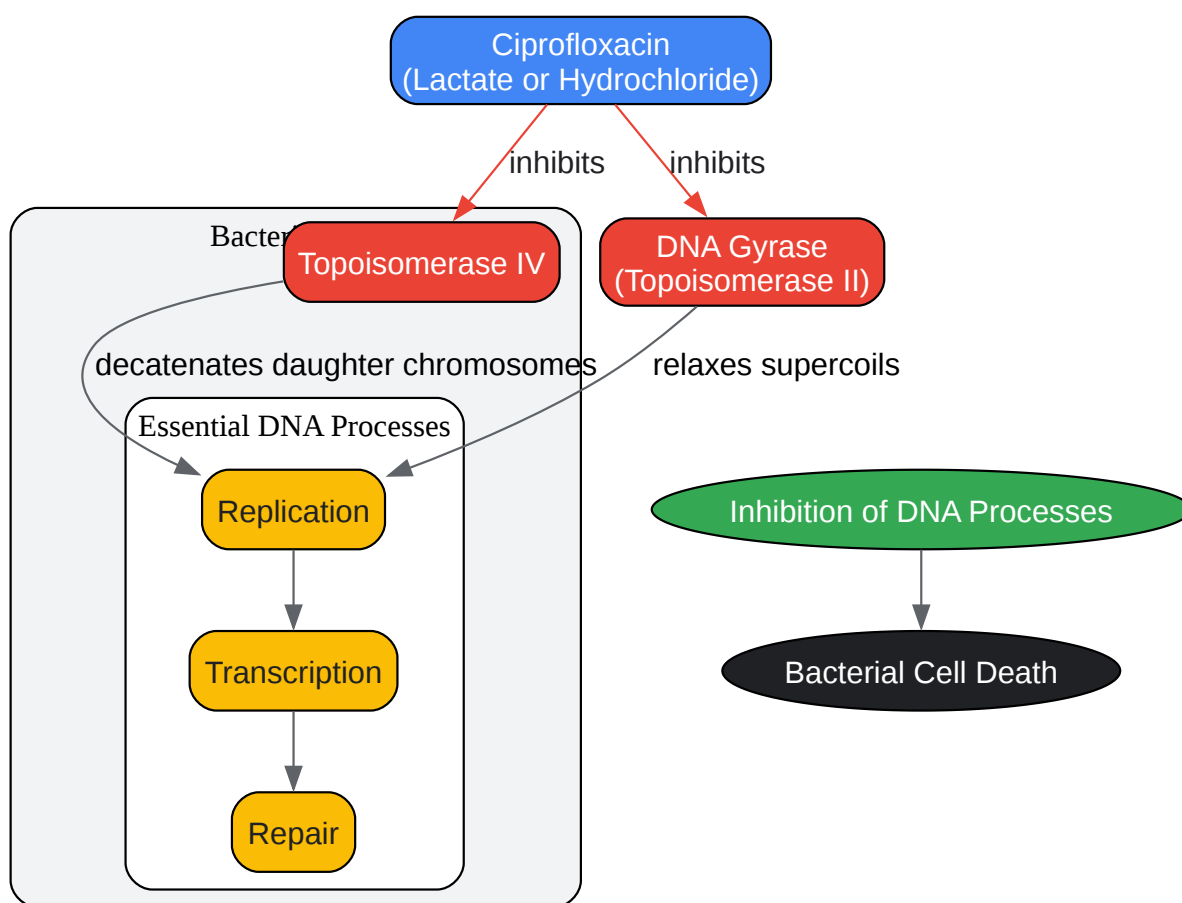 Ciprofloxacin
(Lactate or Hydrochloride)
inhibits
inhibits
Topoisomerase IV
DNA Gyrase
(Topoisomerase II)
decatenates daughter chromosomes
relaxes supercoils
Essential DNA Processes
Replication
Inhibition of DNA Processes
Transcription
Bacterial Cell Death
Repair